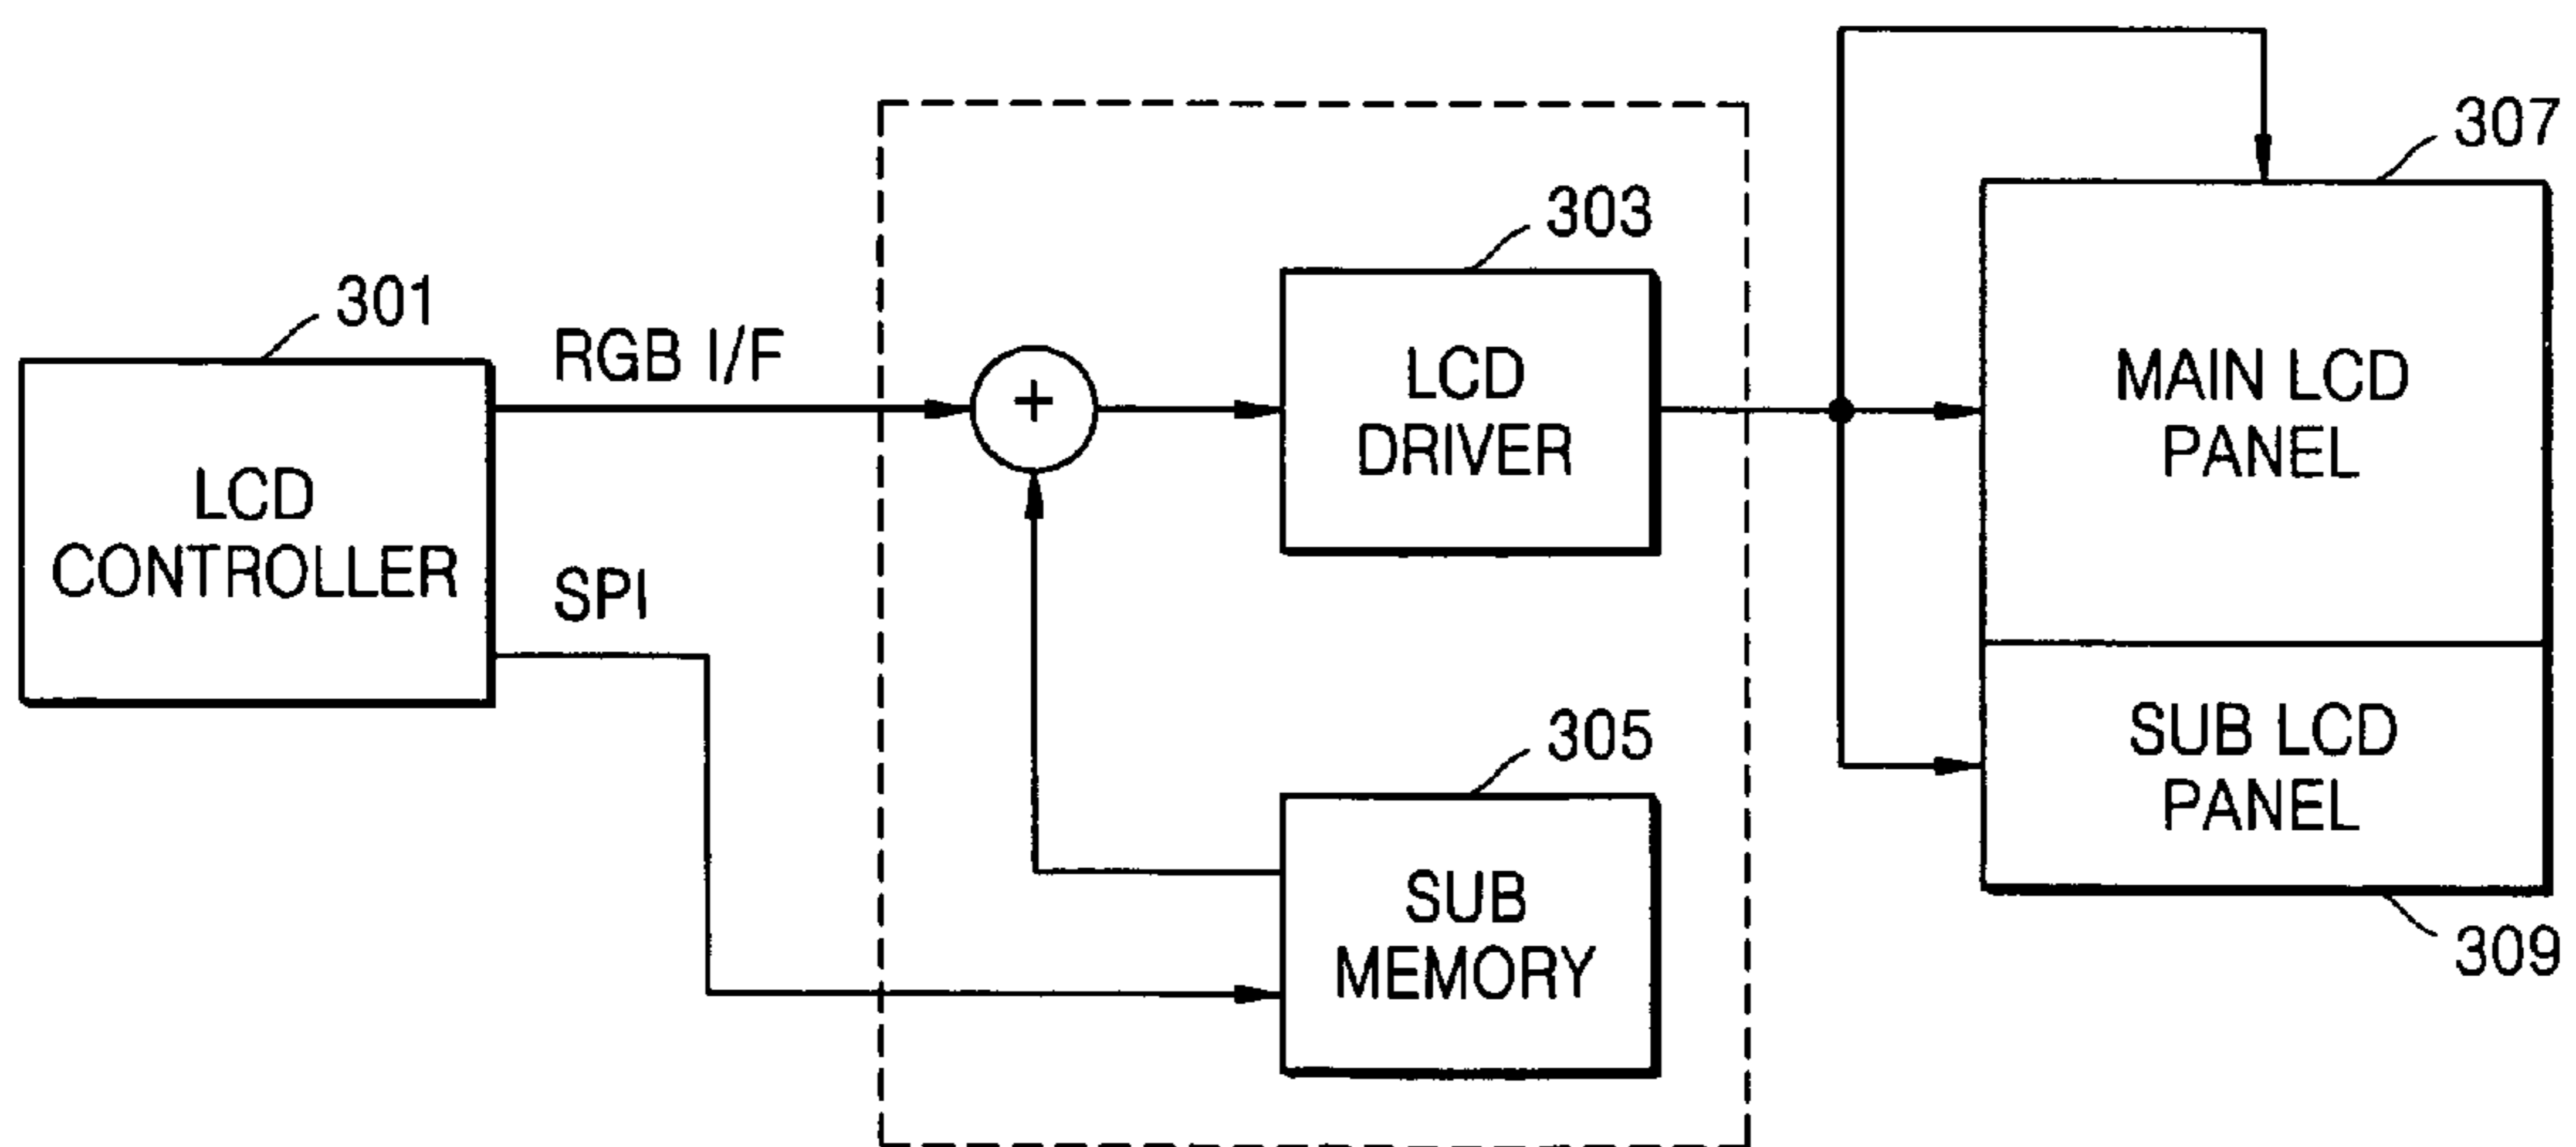 301
LCD
CONTROLLER
RGB I/F
SPI
+
303
LCD
DRIVER
305
SUB
MEMORY
307
MAIN LCD
PANEL
SUB LCD
PANEL
309